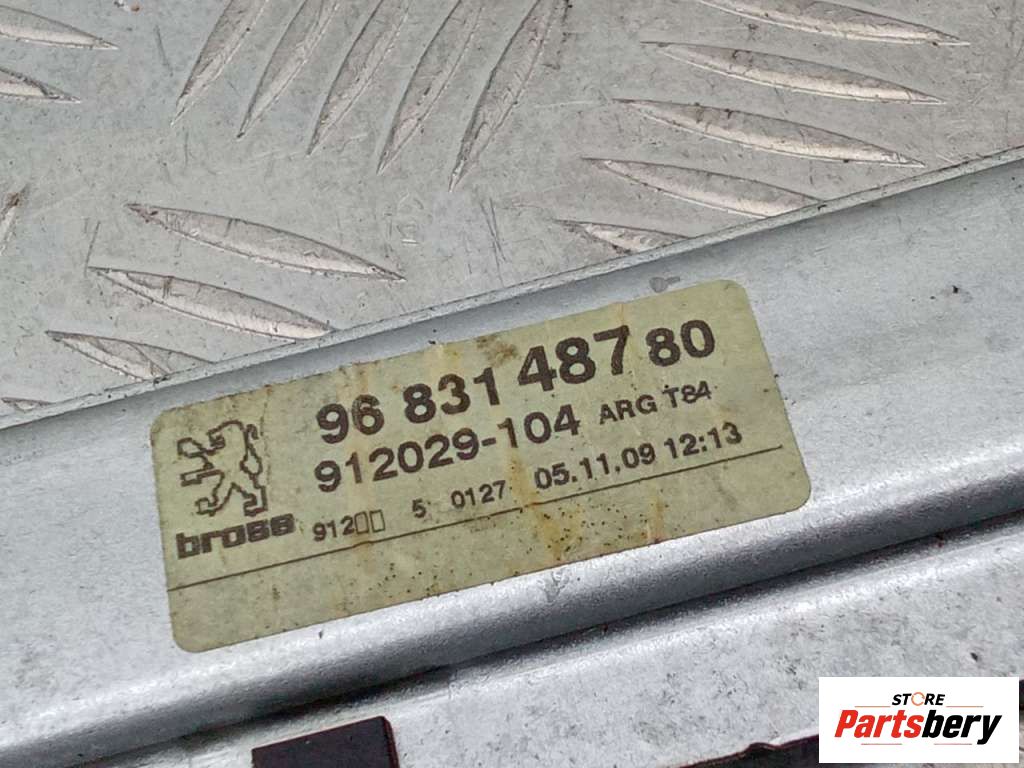 96 831 487 80
912029-104 ARG T84
brose 912□□ 5 0127 05.11.09 12:13
STORE
Partsbery